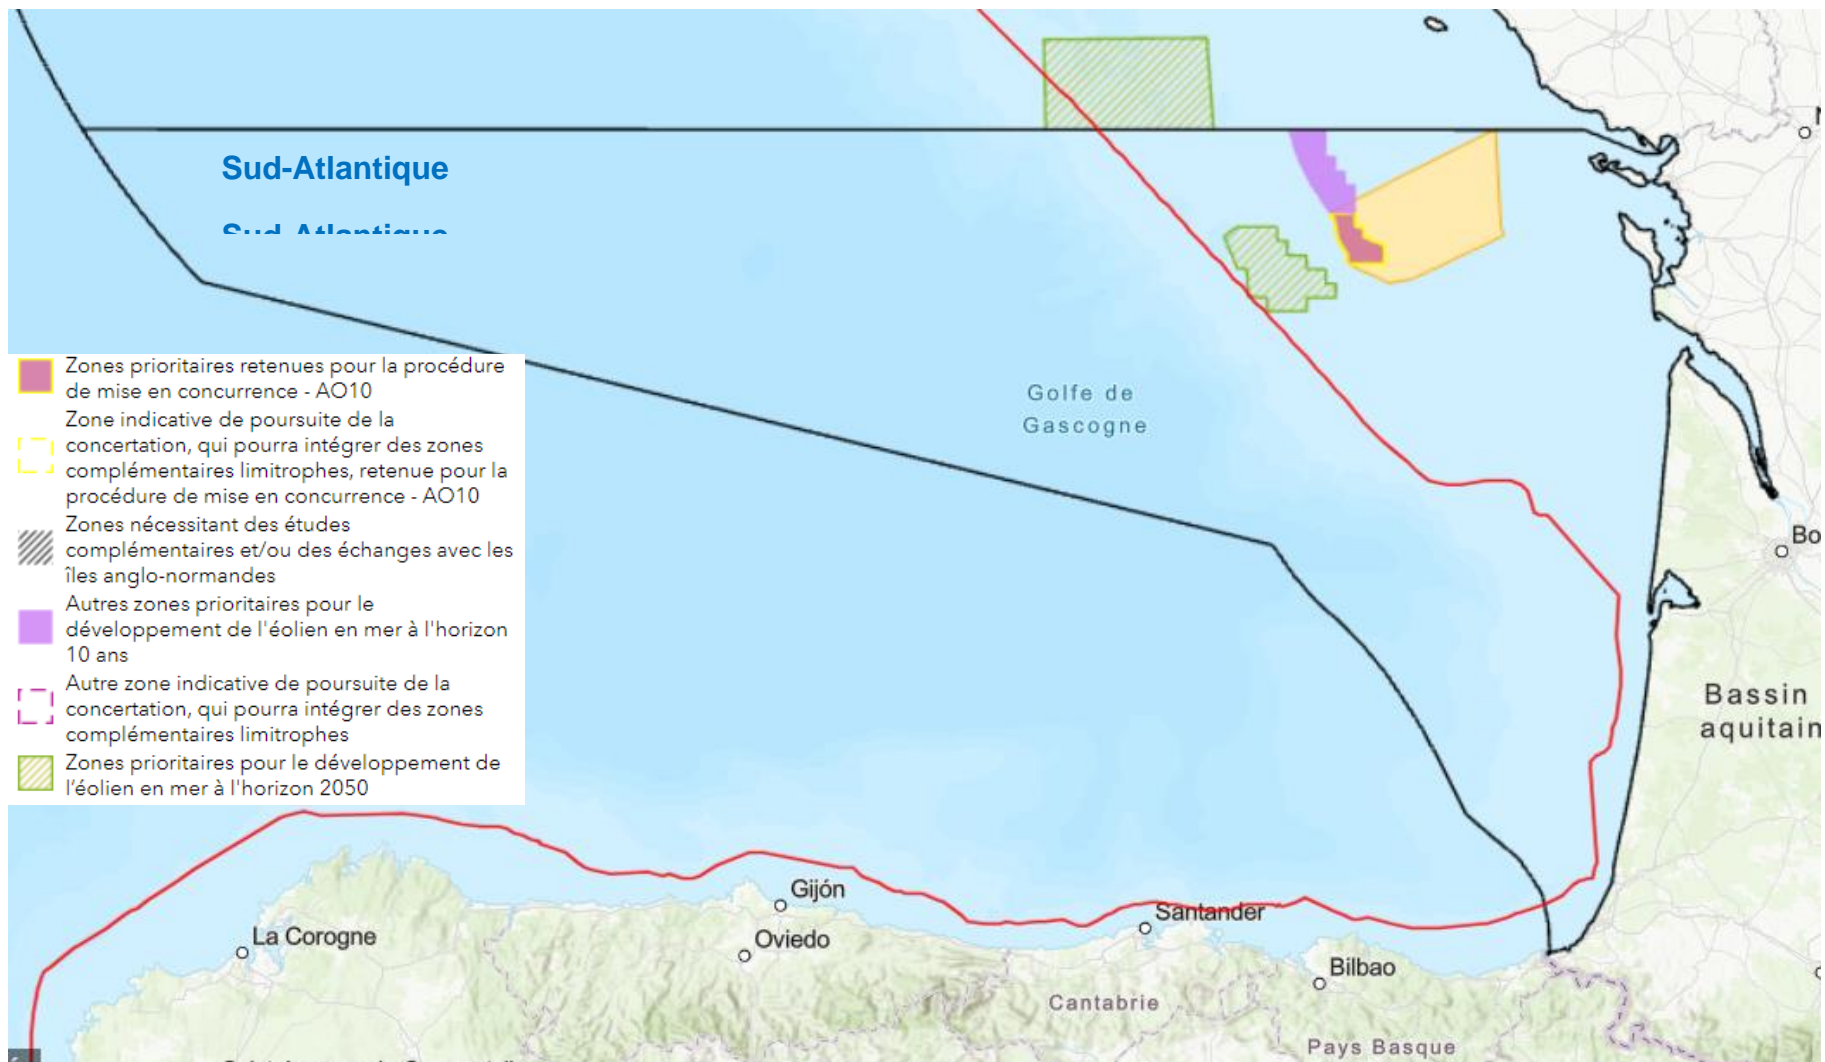 Sud-Atlantique
Sud-Atlantique
Zones prioritaires retenues pour la procédure
de mise en concurrence - AO10
Zone indicative de poursuite de la
concertation, qui pourra intégrer des zones
complémentaires limitrophes, retenue pour la
procédure de mise en concurrence - AO10
Zones nécessitant des études
complémentaires et/ou des échanges avec les
îles anglo-normandes
Autres zones prioritaires pour le
développement de l'éolien en mer à l'horizon
10 ans
Autre zone indicative de poursuite de la
concertation, qui pourra intégrer des zones
complémentaires limitrophes
Zones prioritaires pour le développement de
l’éolien en mer à l'horizon 2050
Golfe de
Gascogne
Bo
Bassin
aquitain
Gijón
La Corogne
Oviedo
Santander
Bilbao
Cantabrie
Pays Basque